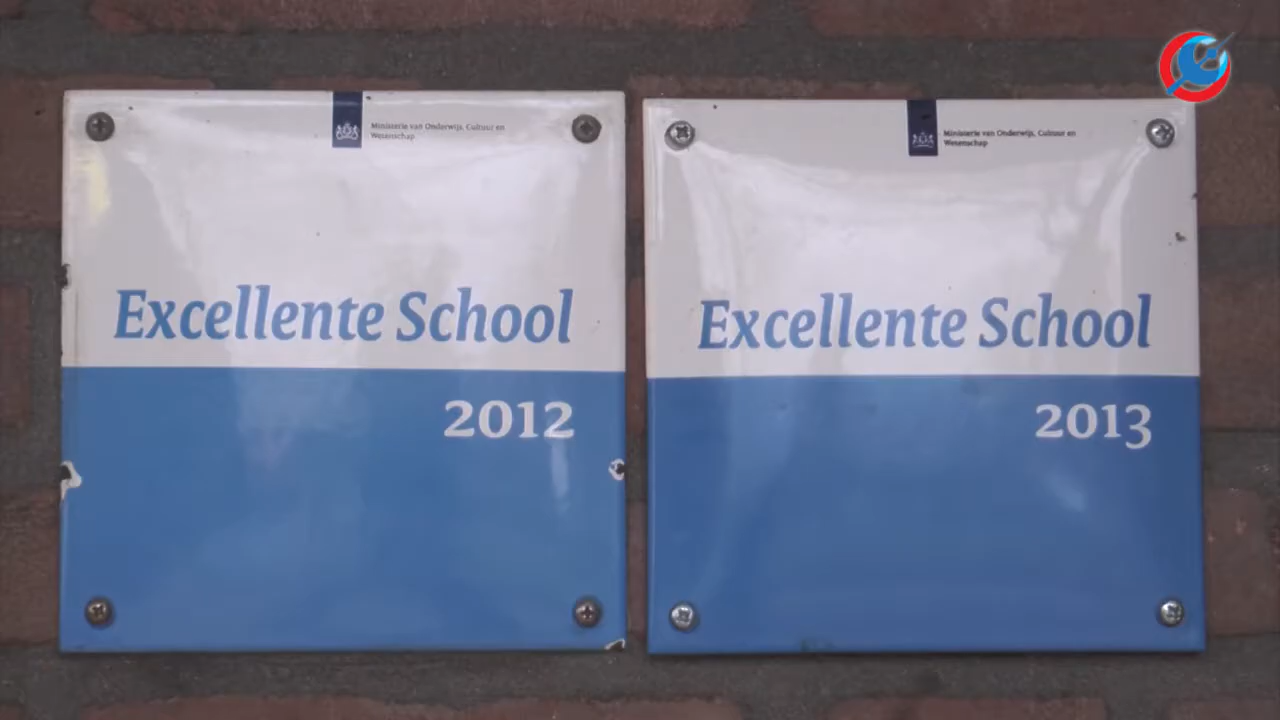 Ministerie van Onderwijs, Cultuur en
Wetenschap
Excellente School
2012
Ministerie van Onderwijs, Cultuur en
Wetenschap
Excellente School
2013